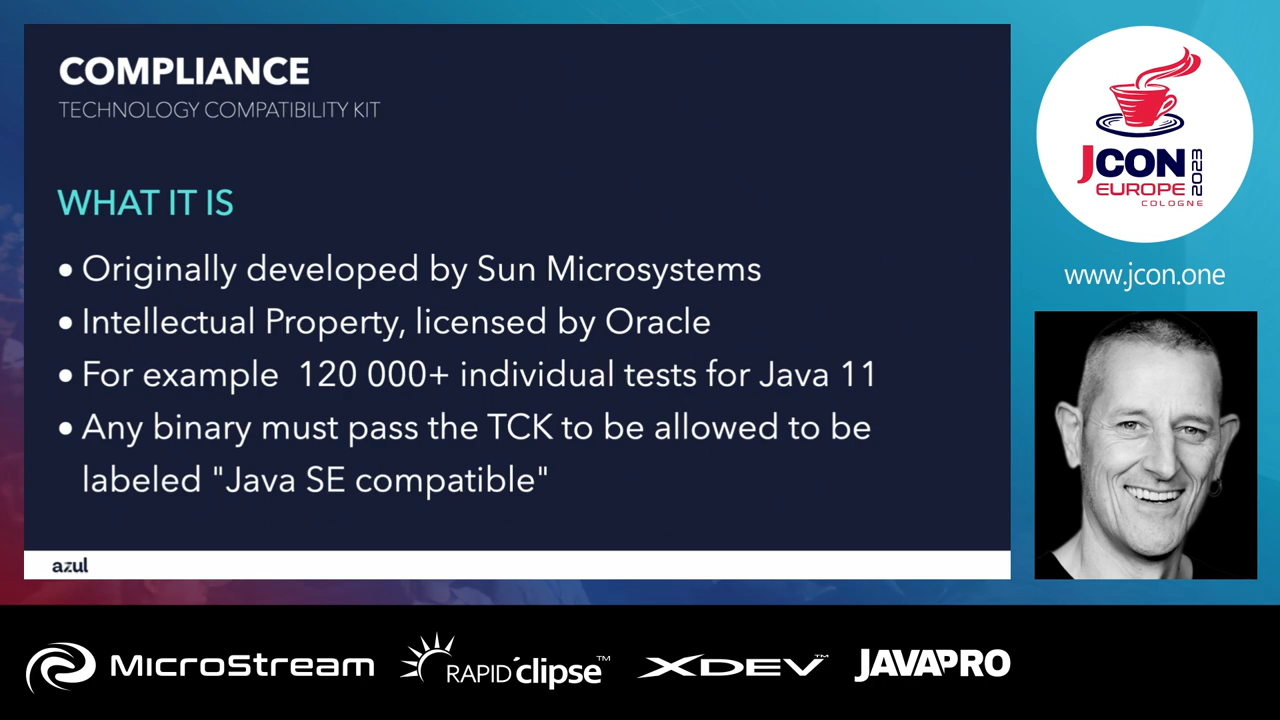 COMPLIANCE
TECHNOLOGY COMPATIBILITY KIT
WHAT IT IS
• Originally developed by Sun Microsystems
• Intellectual Property, licensed by Oracle
• For example 120 000+ individual tests for Java 11
• Any binary must pass the TCK to be allowed to be
labeled "Java SE compatible"
azul
JCON
EUROPE
2023
COLOGNE
www.jcon.one
MICROSTREAM
RAPID'clipse™
XDEV™
JAVAPRO